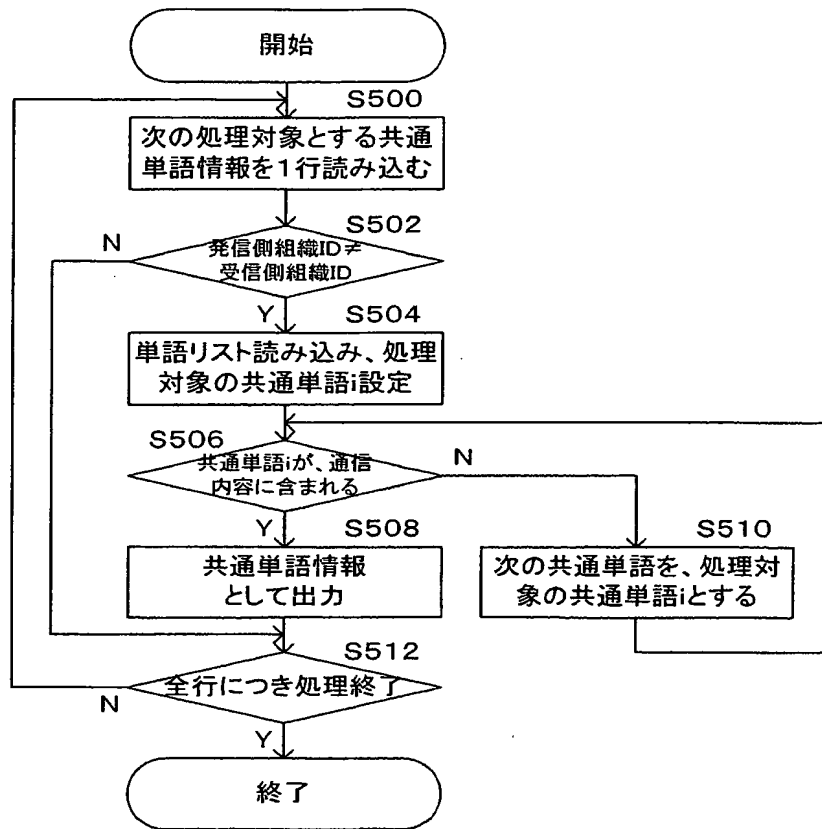 開始
S500
次の処理対象とする共通
単語情報を1行読み込む
S502
N
発信側組織ID≠
受信側組織ID
Y
S504
単語リスト読み込み、処理
対象の共通単語i設定
S506
共通単語iが、通信
内容に含まれる
N
Y
S508
共通単語情報
として出力
S510
次の共通単語を、処理対
象の共通単語iとする
S512
全行につき処理終了
N
Y
終了